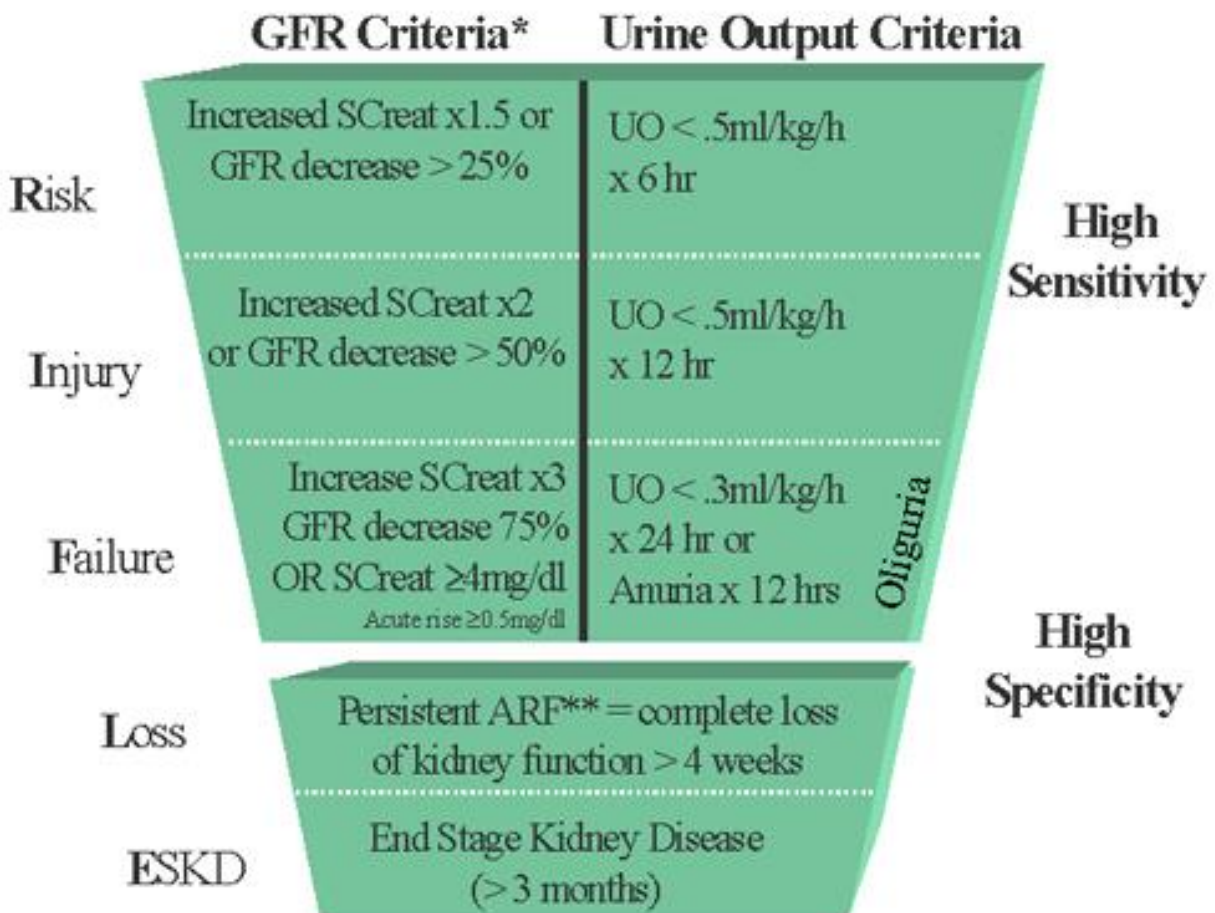 GFR Criteria* Urine Output Criteria
Risk
Increased SCreat x1.5 or
GFR decrease > 25%
UO < .5ml/kg/h
x 6 hr
High
Sensitivity
Injury
Increased SCreat x2
or GFR decrease > 50%
UO < .5ml/kg/h
x 12 hr
Failure
Increase SCreat x3
GFR decrease 75%
OR SCreat ≥4mg/dl
Acute rise ≥0.5mg/dl
UO < .3ml/kg/h
x 24 hr or
Anuria x 12 hrs
Oliguria
High
Specificity
Loss
Persistent ARF** = complete loss
of kidney function > 4 weeks
ESKD
End Stage Kidney Disease
(> 3 months)